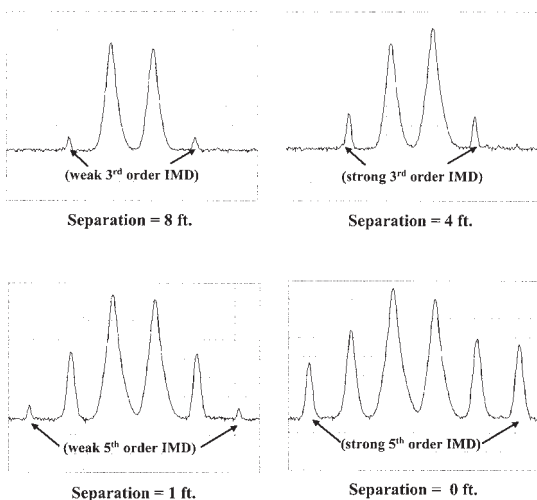 (weak 3rd order IMD)
Separation = 8 ft.
(strong 3rd order IMD)
Separation = 4 ft.
(weak 5th order IMD)
Separation = 1 ft.
(strong 5th order IMD)
Separation = 0 ft.